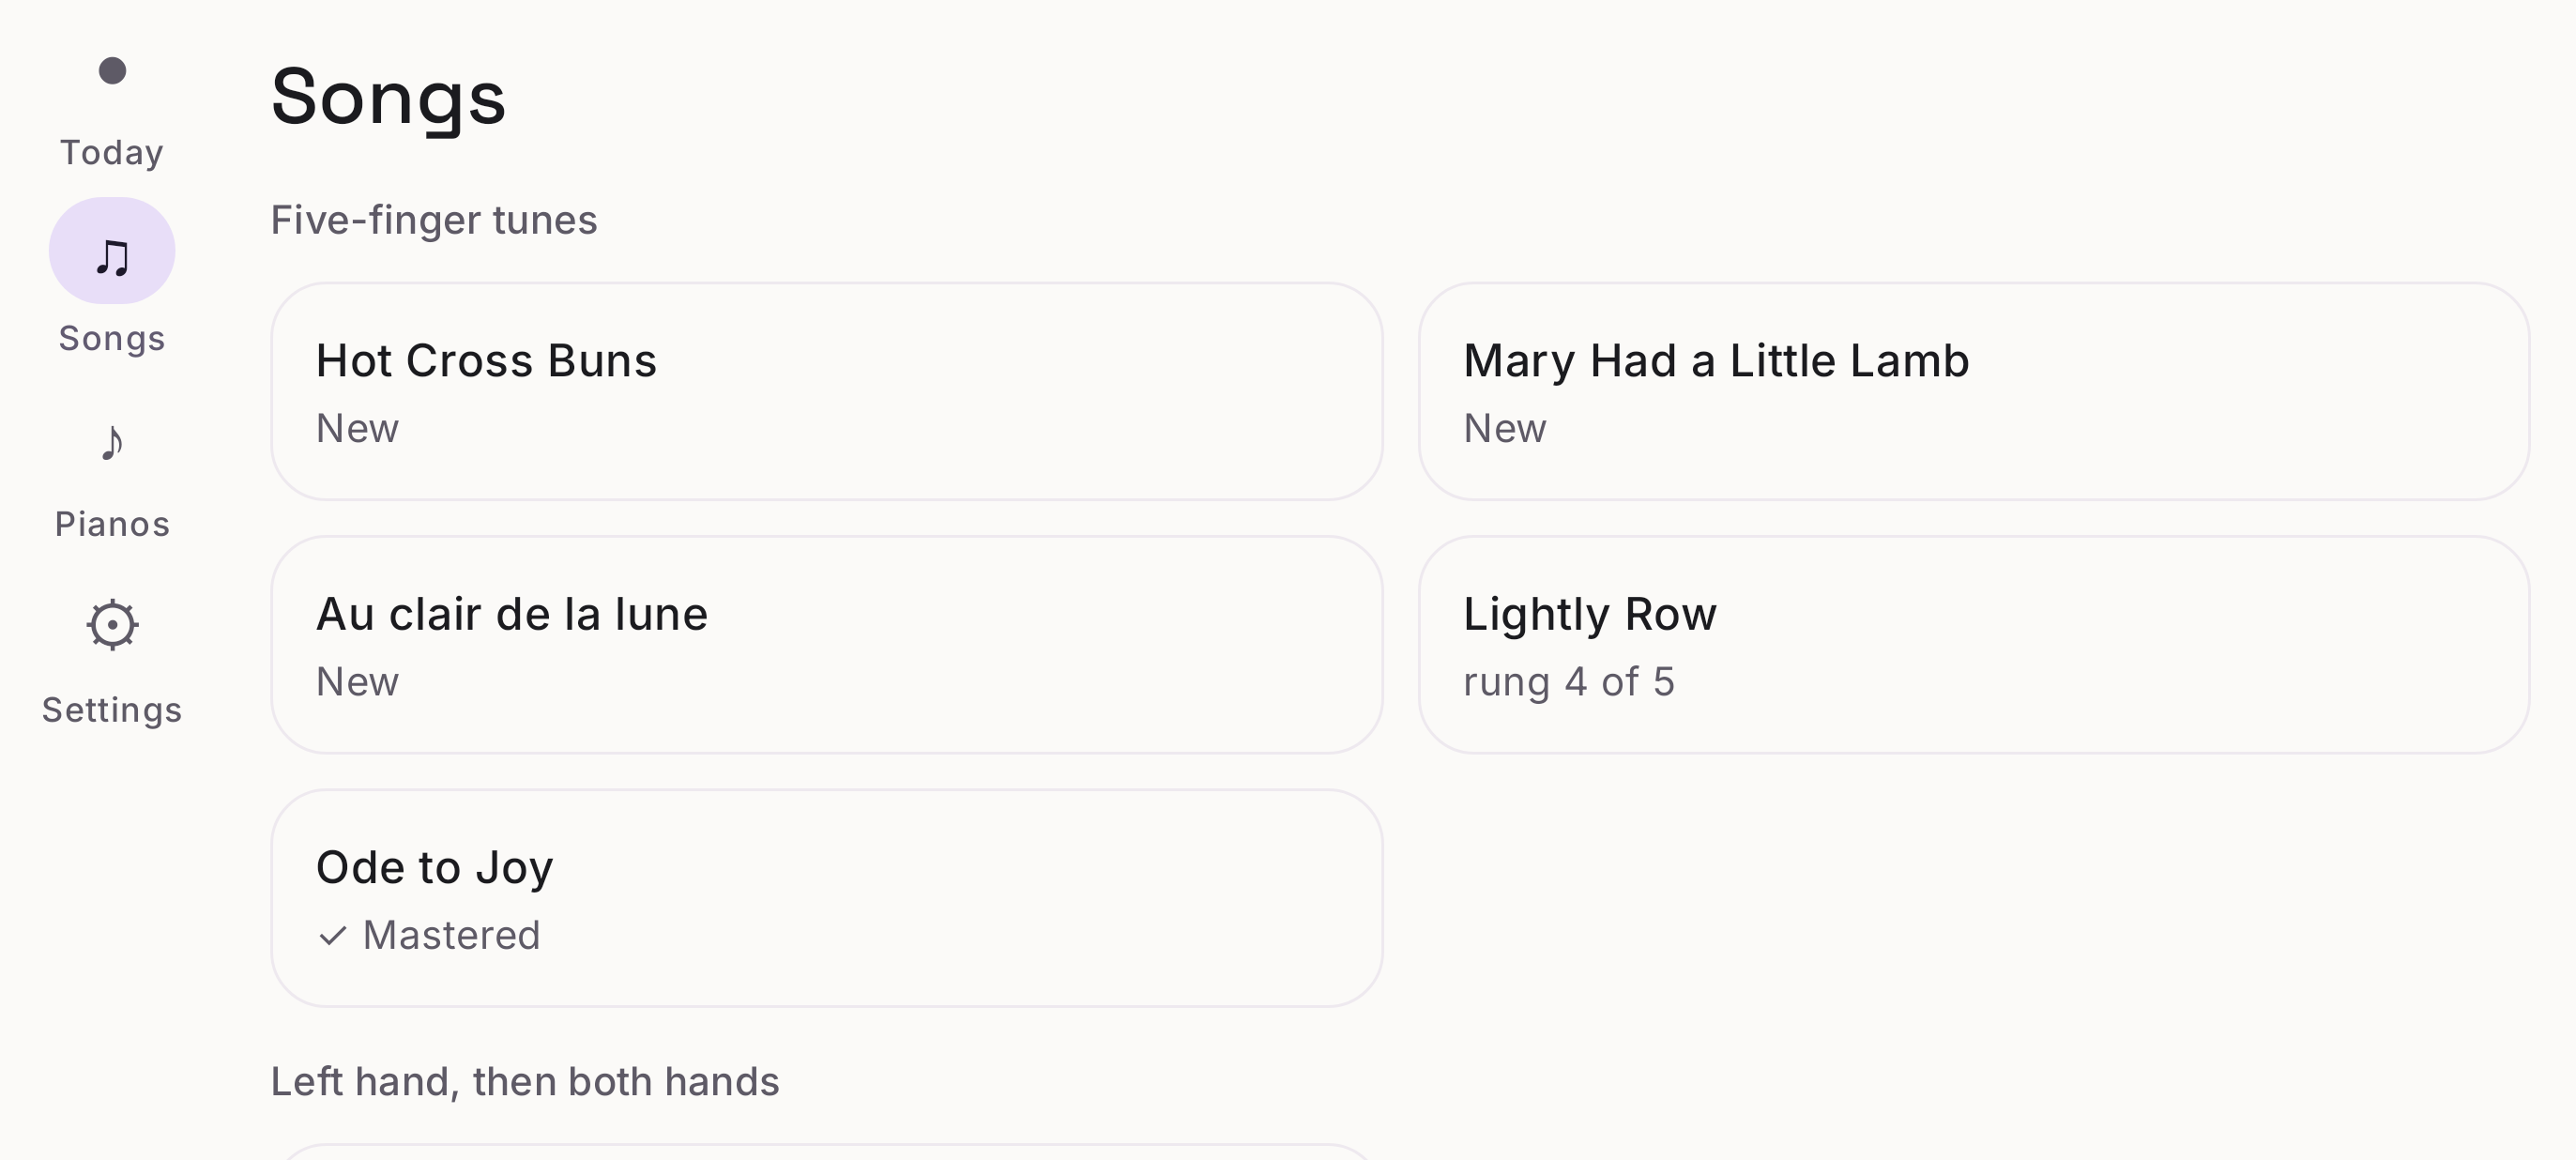 Today
Songs
Pianos
Settings
Songs
Five-finger tunes
Hot Cross Buns
New
Mary Had a Little Lamb
New
Au clair de la lune
New
Lightly Row
rung 4 of 5
Ode to Joy
✓ Mastered
Left hand, then both hands